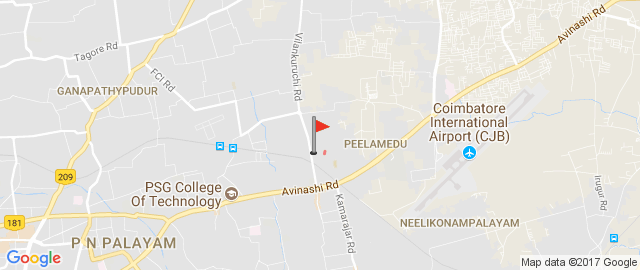 Avinashi Rd
Tagore Rd
Vilankuruchi Rd
FCI Rd
GANAPATHYPUDUR
Coimbatore
International
Airport (CJB)
PEELAMEDU
209
PSG College
Of Technology
Avinashi Rd
Irugur Rd
Kamarajar Rd
181
NEELIKONAMPALAYAM
P N PALAYAM
Google
Map data ©2017 Google